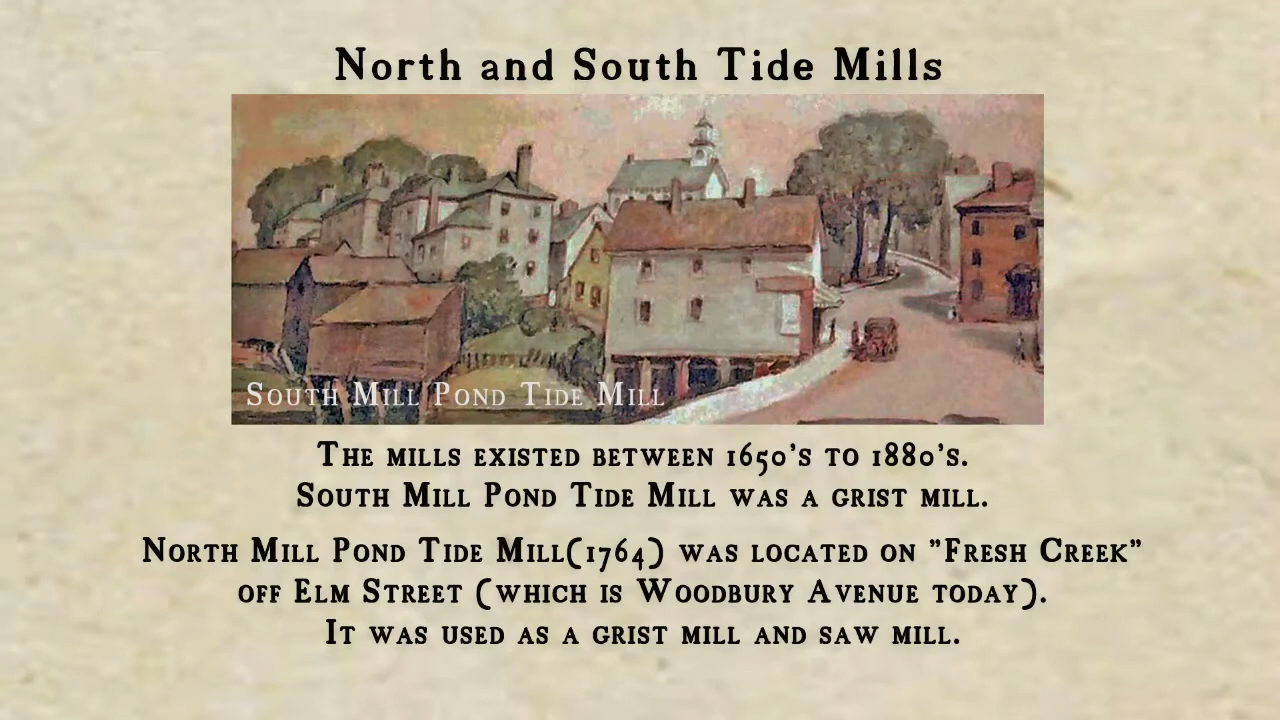 North and South Tide Mills
South Mill Pond Tide Mill
The mills existed between 1650's to 1880's.
South Mill Pond Tide Mill was a grist mill.
North Mill Pond Tide Mill(1764) was located on "Fresh Creek"
off Elm Street (which is Woodbury Avenue today).
It was used as a grist mill and saw mill.